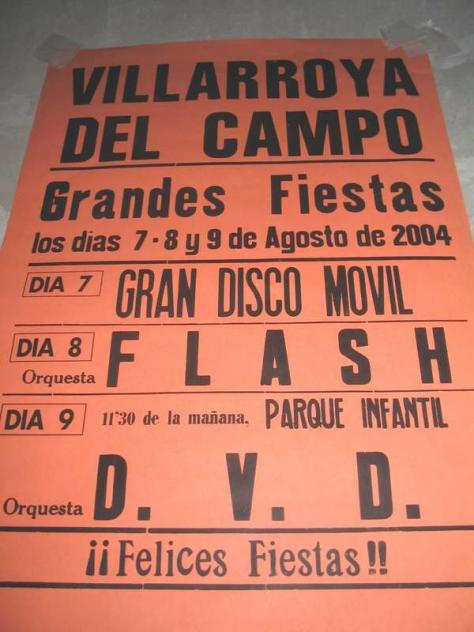 VILLARROYA
DEL CAMPO
Grandes Fiestas
los dias 7-8 y 9 de Agosto de 2004
DIA 7 GRAN DISCO MOVIL
DIA 8
Orquesta FLASH
DIA 9 11'30 de la mañana. PARQUE INFANTIL
Orquesta D. V. D.
¡¡Felices Fiestas!!